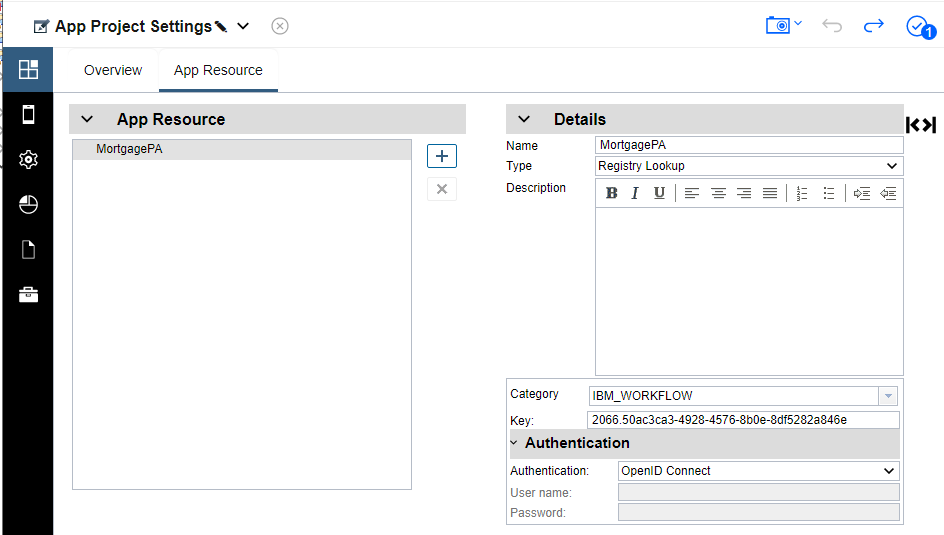 App Project Settings
1
Overview App Resource
App Resource
MortgagePA
Details
Name MortgagePA
Type Registry Lookup
Description
B I U
Category IBM_WORKFLOW
Key: 2066.50ac3ca3-4928-4576-8b0e-8df5282a846e
Authentication
Authentication: OpenID Connect
User name:
Password: